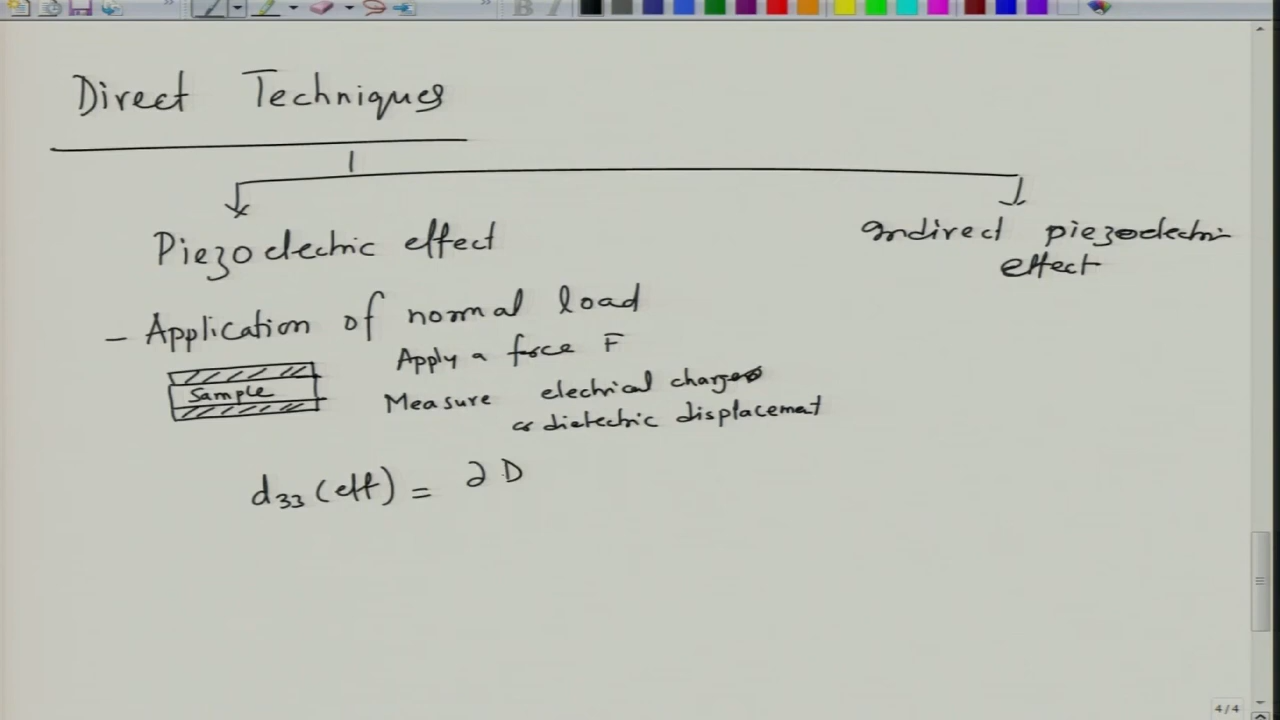 Direct Techniques
Piezoelectric effect
Indirect piezoelectric
effect
- Application of normal load
Apply a force F
Sample
Measure electrical charge
or dielectric displacement
d₃₃ (eff) = ∂D
4/4